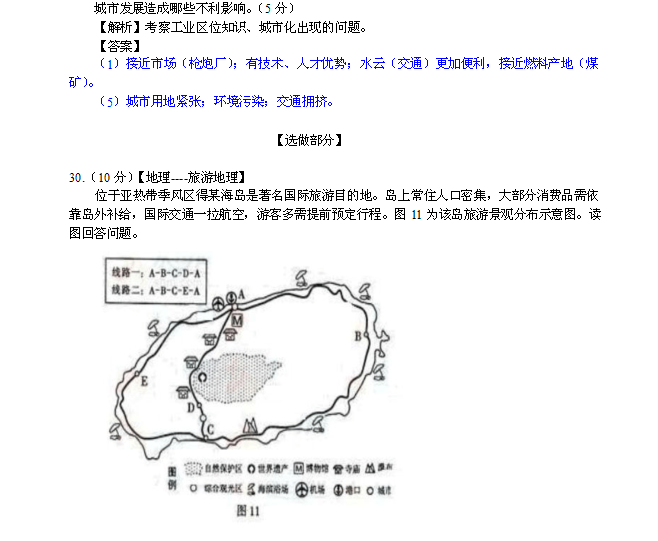 城市发展造成哪些不利影响。（5 分）
【解析】考察工业区位知识、城市化出现的问题。
【答案】
（1）接近市场（枪炮厂）；有技术、人才优势；水云（交通）更加便利，接近燃料产地（煤
矿）。
（5）城市用地紧张；环境污染；交通拥挤。
【选做部分】
30.（10 分）【地理----旅游地理】
位于亚热带季风区得某海岛是著名国际旅游目的地。岛上常住人口密集，大部分消费品需依
靠岛外补给，国际交通一拉航空，游客多需提前预定行程。图 11 为该岛旅游景观分布示意图。读
图回答问题。
线路一：A-B-C-D-A
线路二：A-B-C-E-A
A
M
B
E
D
C
图例
自然保护区 世界遗产 M 博物馆 寺庙 瀑布
综合观光区 海滨浴场 机场 港口 城市
图 11